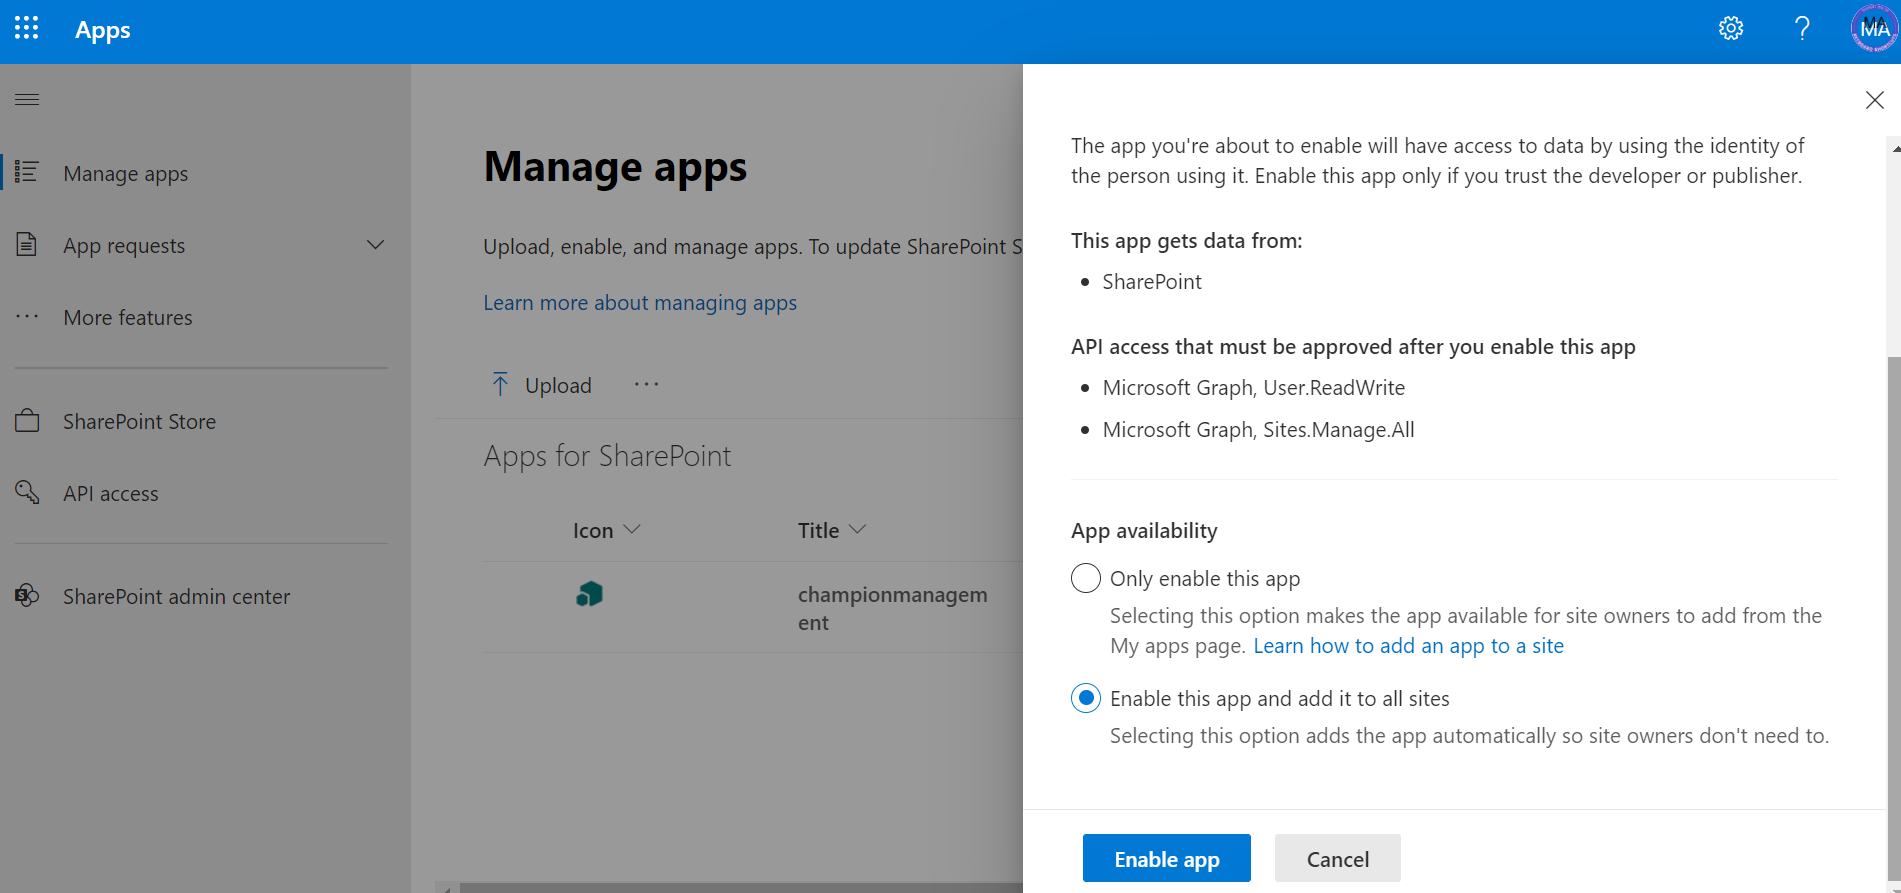 Apps
MA
Manage apps
App requests
More features
SharePoint Store
API access
SharePoint admin center
Manage apps
Upload, enable, and manage apps. To update SharePoint S
Learn more about managing apps
Upload
Apps for SharePoint
Icon
Title
championmanagem
ent
The app you're about to enable will have access to data by using the identity of
the person using it. Enable this app only if you trust the developer or publisher.
This app gets data from:
• SharePoint
API access that must be approved after you enable this app
• Microsoft Graph, User.ReadWrite
• Microsoft Graph, Sites.Manage.All
App availability
Only enable this app
Selecting this option makes the app available for site owners to add from the
My apps page. Learn how to add an app to a site
Enable this app and add it to all sites
Selecting this option adds the app automatically so site owners don't need to.
Enable app
Cancel